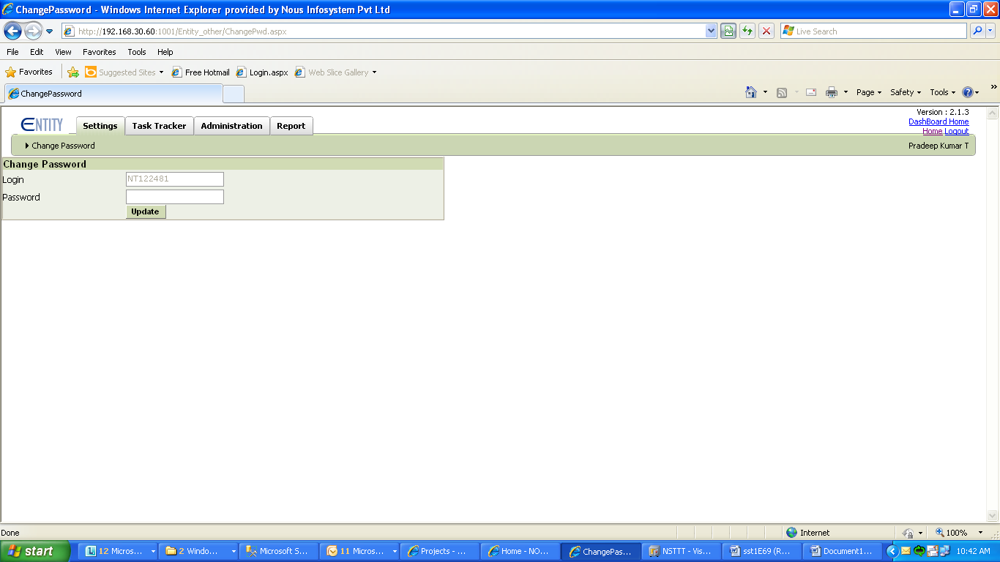 ChangePassword - Windows Internet Explorer provided by Nous Infosystem Pvt Ltd
http://192.168.30.60:1001/Entity_other/ChangePwd.aspx
Live Search
File Edit View Favorites Tools Help
Favorites Suggested Sites Free Hotmail Login.aspx Web Slice Gallery
ChangePassword
Page Safety Tools
ENTITY
Settings Task Tracker Administration Report
Version : 2.1.3
DashBoard Home
Home Logout
Change Password
Pradeep Kumar T
Change Password
Login NT122481
Password
Update
Done
Internet
100%
start
12 Micros...
2 Windo...
Microsoft S...
11 Micros...
Projects - ...
Home - NO...
ChangePas...
NSTTT - Vis...
sst1E69 (R...
Document1...
10:42 AM